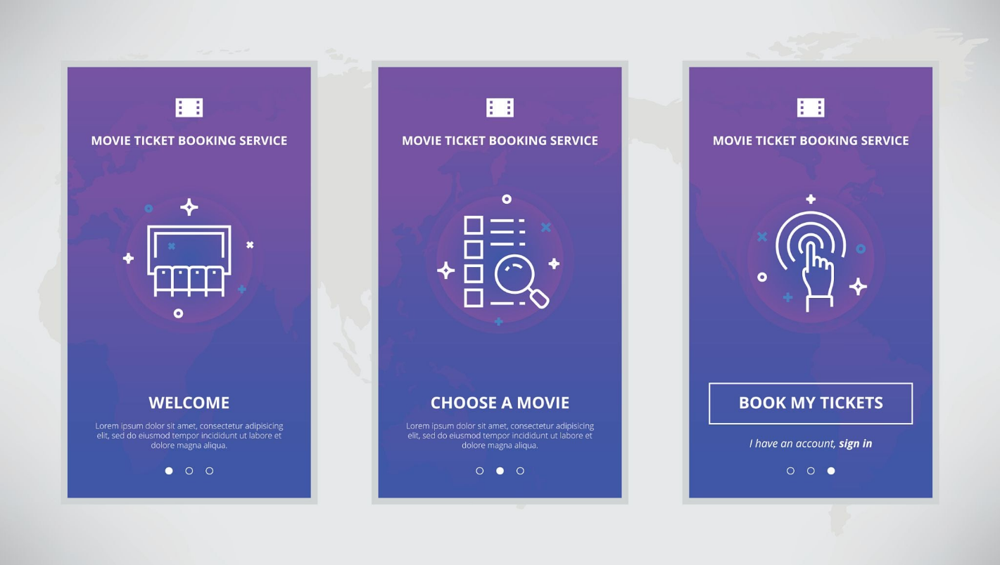 MOVIE TICKET BOOKING SERVICE
WELCOME
Lorem ipsum dolor sit amet, consectetur adipisicing
elit, sed do eiusmod tempor incididunt ut labore et
dolore magna aliqua.
MOVIE TICKET BOOKING SERVICE
CHOOSE A MOVIE
Lorem ipsum dolor sit amet, consectetur adipisicing
elit, sed do eiusmod tempor incididunt ut labore et
dolore magna aliqua.
MOVIE TICKET BOOKING SERVICE
BOOK MY TICKETS
I have an account, sign in